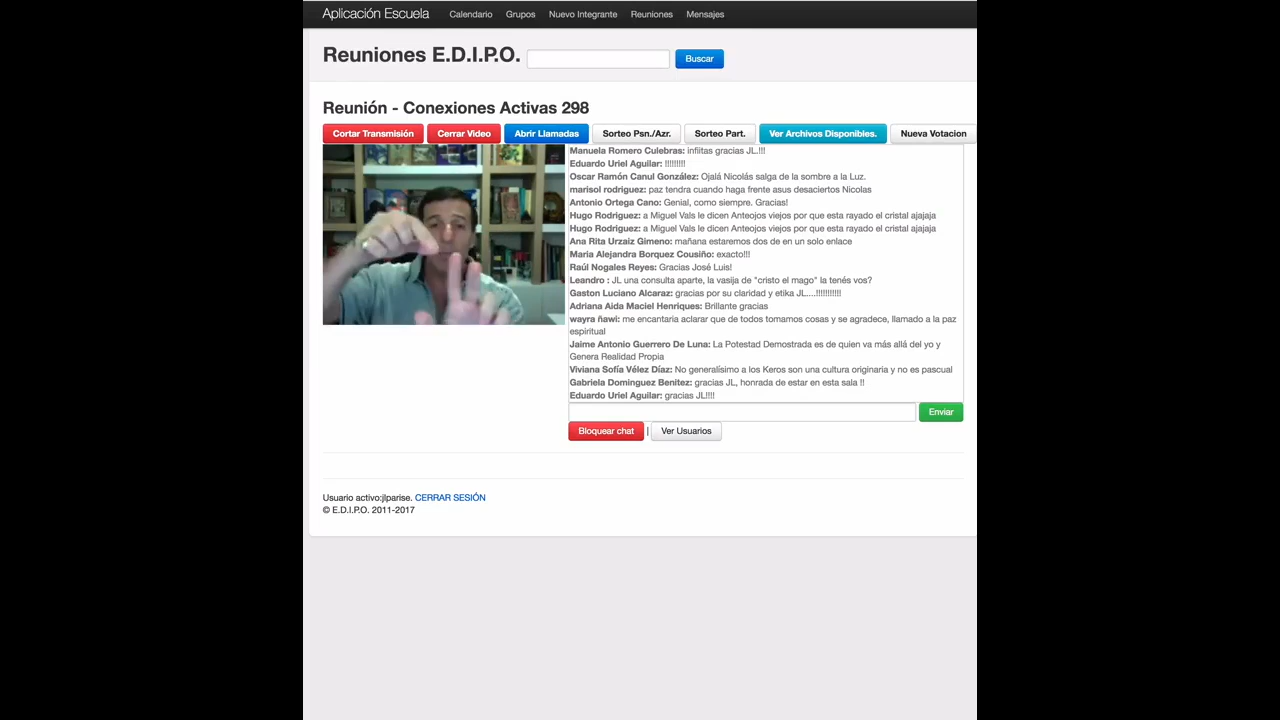 Aplicación Escuela Calendario Grupos Nuevo Integrante Reuniones Mensajes
Reuniones E.D.I.P.O. Buscar
Reunión - Conexiones Activas 298
Cortar Transmisión Cerrar Video Abrir Llamadas Sorteo Psn./Azr. Sorteo Part. Ver Archivos Disponibles. Nueva Votacion
Manuela Romero Culebras: infiitas gracias JL.!!!
Eduardo Uriel Aguilar: !!!!!!!!!
Oscar Ramón Canul González: Ojalá Nicolás salga de la sombre a la Luz.
marisol rodriguez: paz tendra cuando haga frente asus desaciertos Nicolas
Antonio Ortega Cano: Genial, como siempre. Gracias!
Hugo Rodriguez: a Miguel Vals le dicen Anteojos viejos por que esta rayado el cristal ajajaja
Hugo Rodriguez: a Miguel Vals le dicen Anteojos viejos por que esta rayado el cristal ajajaja
Ana Rita Urzaiz Gimeno: mañana estaremos dos de en un solo enlace
Maria Alejandra Borquez Cousiño: exacto!!!
Raúl Nogales Reyes: Gracias José Luis!
Leandro : JL una consulta aparte, la vasija de "cristo el mago" la tenés vos?
Gaston Luciano Alcaraz: gracias por su claridad y etika JL....!!!!!!!!!!!
Adriana Aida Maciel Henriques: Brillante gracias
wayra ñawi: me encantaria aclarar que de todos tomamos cosas y se agradece, llamado a la paz
espiritual
Jaime Antonio Guerrero De Luna: La Potestad Demostrada es de quien va más allá del yo y
Genera Realidad Propia
Viviana Sofía Vélez Díaz: No generalísimo a los Keros son una cultura originaria y no es pascual
Gabriela Dominguez Benitez: gracias JL, honrada de estar en esta sala !!
Eduardo Uriel Aguilar: gracias JL!!!!
Enviar
Bloquear chat | Ver Usuarios
Usuario activo:jlparise. CERRAR SESIÓN
© E.D.I.P.O. 2011-2017